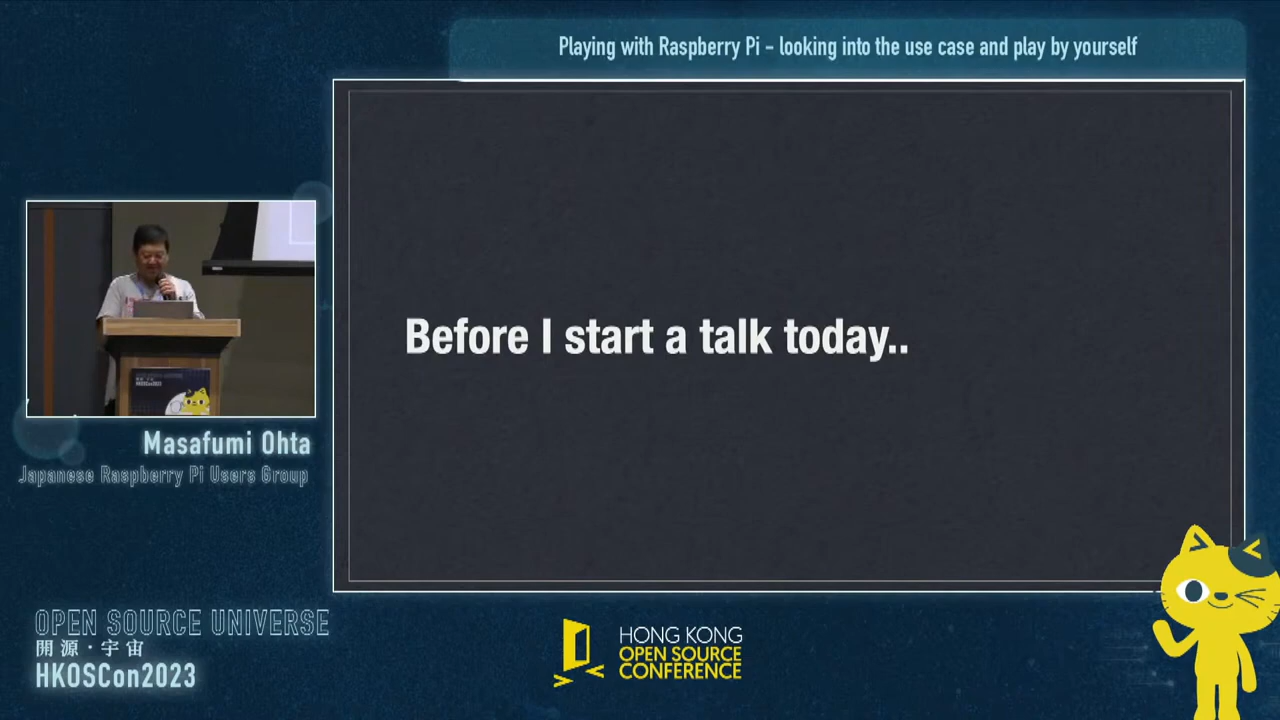 Playing with Raspberry Pi - looking into the use case and play by yourself
Before I start a talk today..
Masafumi Ohta
Japanese Raspberry Pi Users Group
OPEN SOURCE UNIVERSE
開源·宇宙
HKOSCon2023
HONG KONG
OPEN SOURCE
CONFERENCE